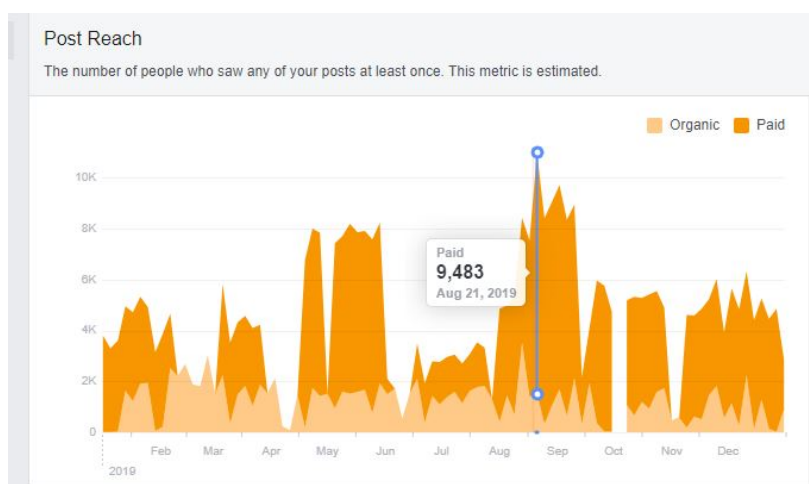 Post Reach
The number of people who saw any of your posts at least once. This metric is estimated.
Organic Paid
10K
8K
6K
4K
2K
0
Paid
9,483
Aug 21, 2019
Feb Mar Apr May Jun Jul Aug Sep Oct Nov Dec
2019